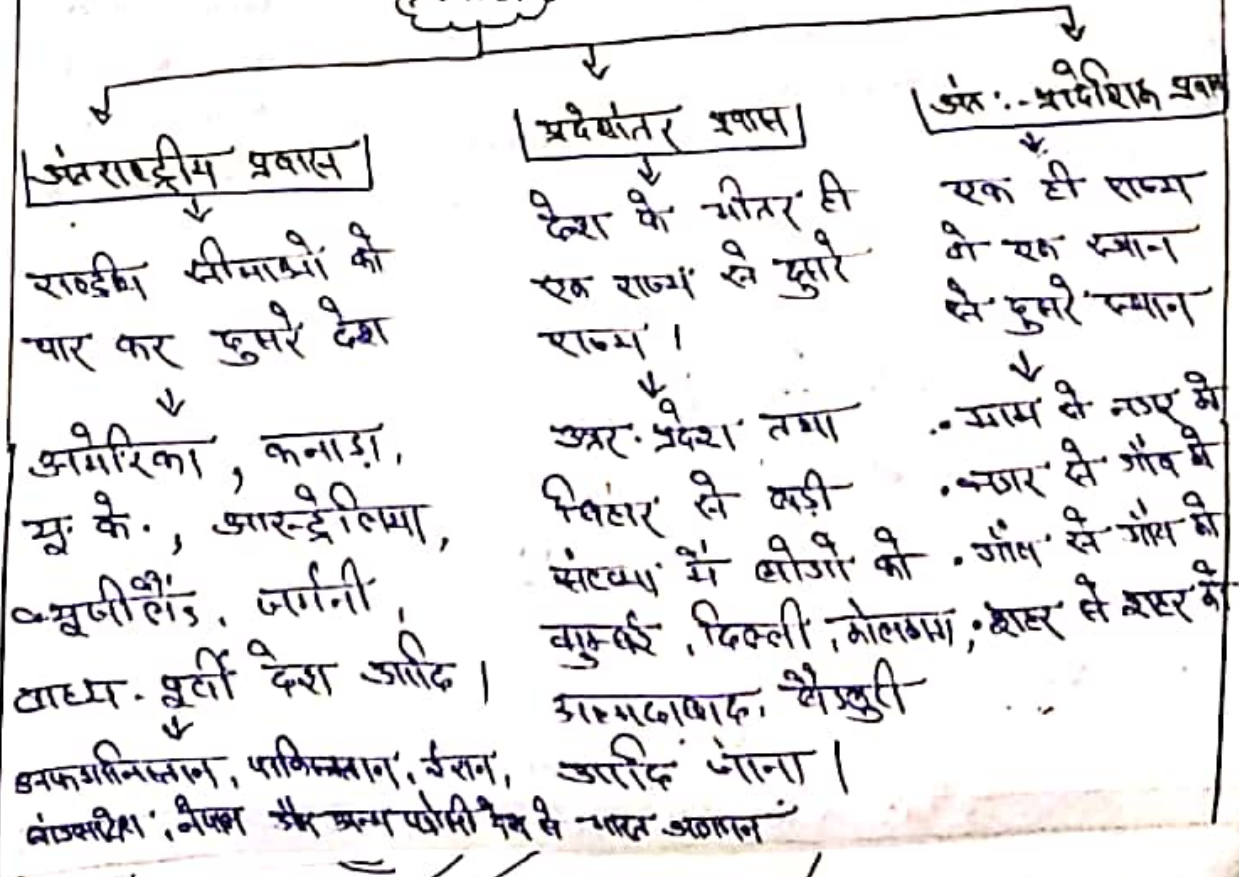 अंतराष्ट्रीय प्रवास
राष्ट्रीय सीमाओं को
पार कर दुसरे देश
अमेरिका, कनाडा,
यू. के., आस्ट्रेलिया,
न्यूजीलैंड, जर्मनी,
मध्य-पूर्वी देश आदि।
अफगानिस्तान, पाकिस्तान, ईरान,
बांग्लादेश, नेपाल और अन्य पड़ोसी देश से भारत आगमन
प्रदेशांतर प्रवास
देश के भीतर ही
एक राज्य से दुसरे
राज्य।
उत्तर-प्रदेश तथा
बिहार से बड़ी
संख्या में लोगो को
मुम्बई, दिल्ली, कोलकाता,
अहमदाबाद,
आदि जाना।
अंत:-प्रादेशिक प्रवास
एक ही राज्य
मे एक स्थान
से दुसरे स्थान
• ग्राम से नगर मे
• नगर से गाँव मे
• गाँव से गाँव मे
• शहर से शहर मे